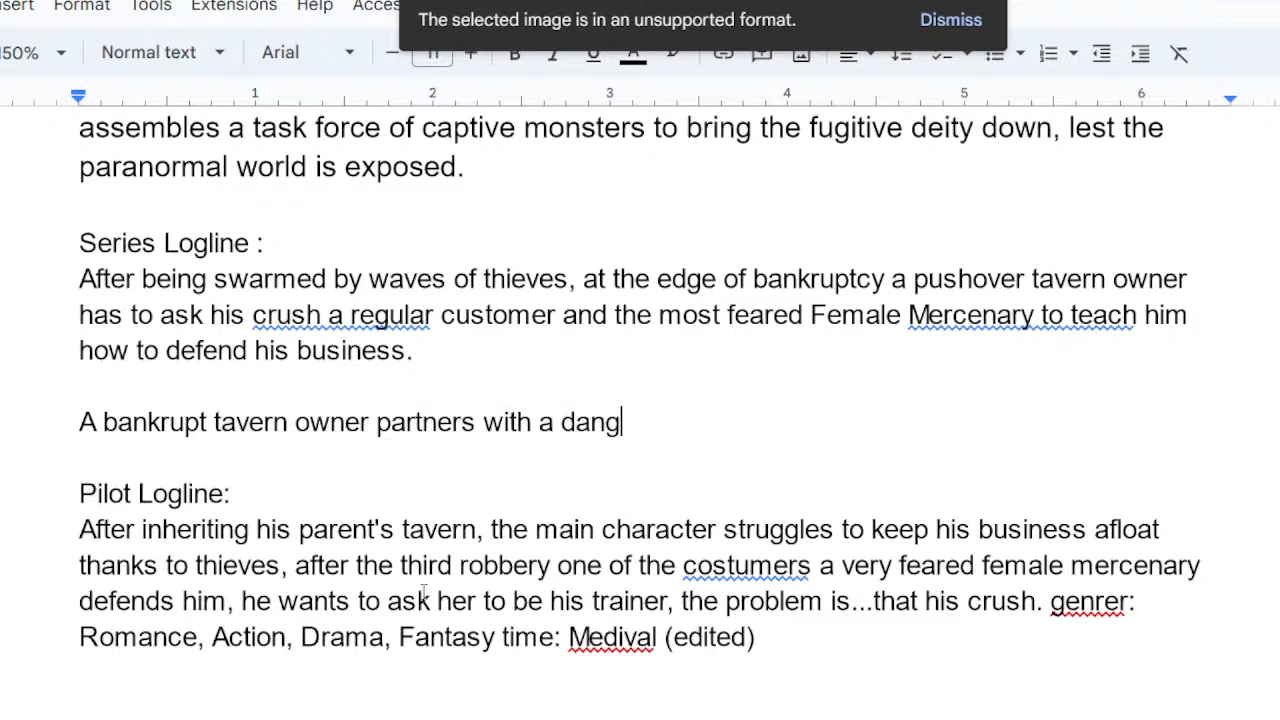 The selected image is in an unsupported format. Dismiss
Format Tools Extensions Help
Normal text Arial
1 2 3 4 5 6
assembles a task force of captive monsters to bring the fugitive deity down, lest the
paranormal world is exposed.
Series Logline :
After being swarmed by waves of thieves, at the edge of bankruptcy a pushover tavern owner
has to ask his crush a regular customer and the most feared Female Mercenary to teach him
how to defend his business.
A bankrupt tavern owner partners with a dang
Pilot Logline:
After inheriting his parent's tavern, the main character struggles to keep his business afloat
thanks to thieves, after the third robbery one of the costumers a very feared female mercenary
defends him, he wants to ask her to be his trainer, the problem is...that his crush. genrer:
Romance, Action, Drama, Fantasy time: Medival (edited)